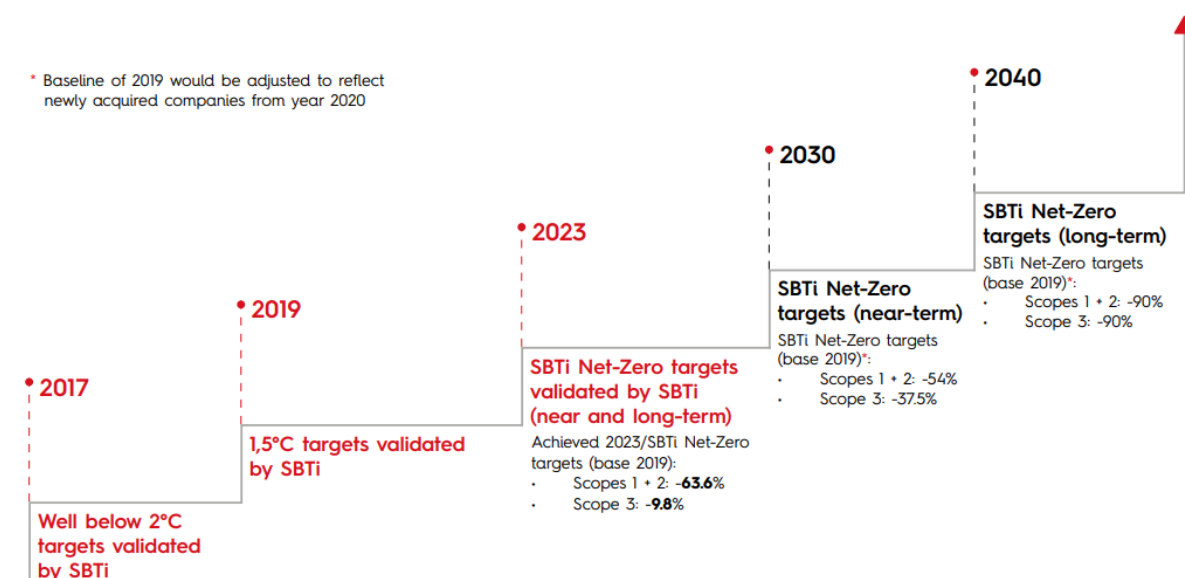 * Baseline of 2019 would be adjusted to reflect
newly acquired companies from year 2020
2017
Well below 2°C
targets validated
by SBTi
2019
1,5°C targets validated
by SBTi
2023
SBTi Net-Zero targets
validated by SBTi
(near and long-term)
Achieved 2023/SBTi Net-Zero
targets (base 2019):
· Scopes 1 + 2: -63.6%
· Scope 3: -9.8%
2030
SBTi Net-Zero
targets (near-term)
SBTi Net-Zero targets
(base 2019)*:
· Scopes 1 + 2: -54%
· Scope 3: -37.5%
2040
SBTi Net-Zero
targets (long-term)
SBTi Net-Zero targets
(base 2019)*:
· Scopes 1 + 2: -90%
· Scope 3: -90%